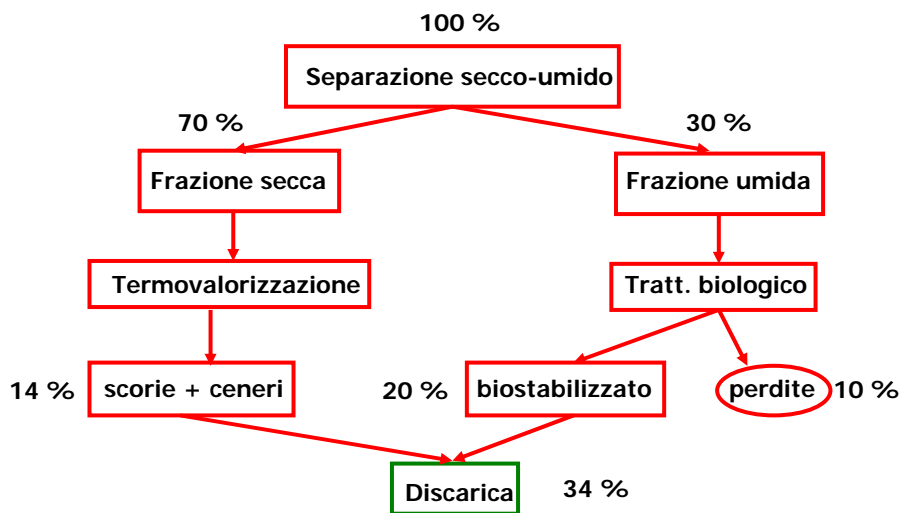 100 %
Separazione secco-umido
70 %
30 %
Frazione secca
Frazione umida
Termovalorizzazione
Tratt. biologico
14 %
scorie + ceneri
20 %
biostabilizzato
perdite
10 %
Discarica
34 %